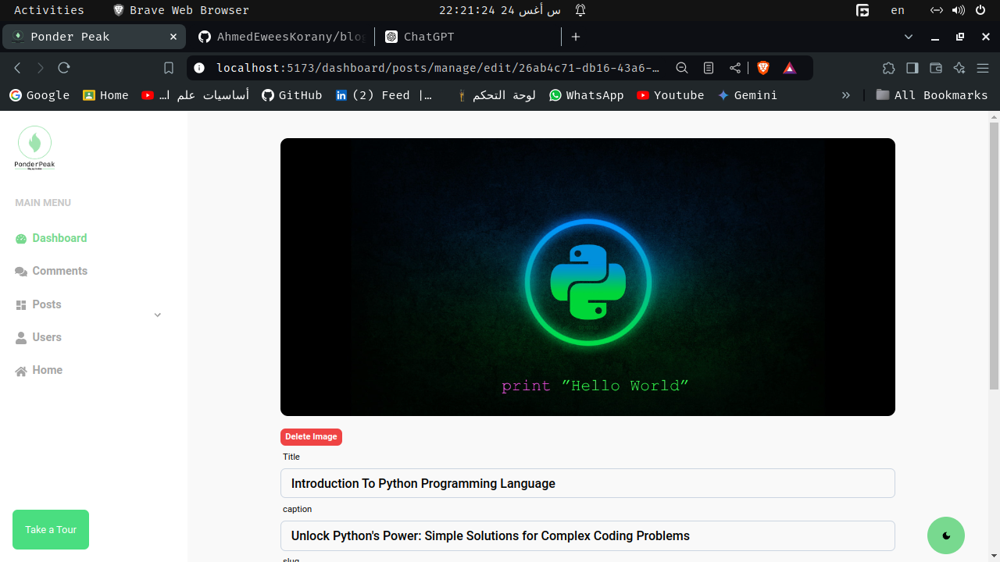 Activities
Brave Web Browser
س أغس 24 22:21:24
en
Ponder Peak
AhmedEweesKorany/blog
ChatGPT
localhost:5173/dashboard/posts/manage/edit/26ab4c71-db16-43a6-…
Google
Home
أساسيات علم ا…
GitHub
(2) Feed |…
لوحة التحكم
WhatsApp
Youtube
Gemini
All Bookmarks
PonderPeak
MAIN MENU
Dashboard
Comments
Posts
Users
Home
Take a Tour
print "Hello World"
Delete Image
Title
Introduction To Python Programming Language
caption
Unlock Python's Power: Simple Solutions for Complex Coding Problems
slug